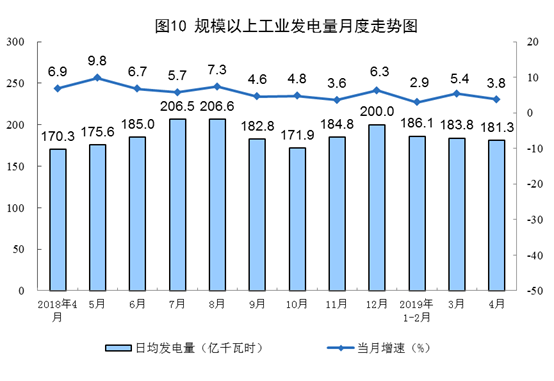 图10 规模以上工业发电量月度走势图
300 250 200 150 100 50 0
20 10 0 -10 -20 -30 -40 -50
6.9 9.8 6.7 5.7 7.3 4.6 4.8 3.6 6.3 2.9 5.4 3.8
170.3 175.6 185.0 206.5 206.6 182.8 171.9 184.8 200.0 186.1 183.8 181.3
2018年4月 5月 6月 7月 8月 9月 10月 11月 12月 2019年1-2月 3月 4月
日均发电量（亿千瓦时） 当月增速（%）